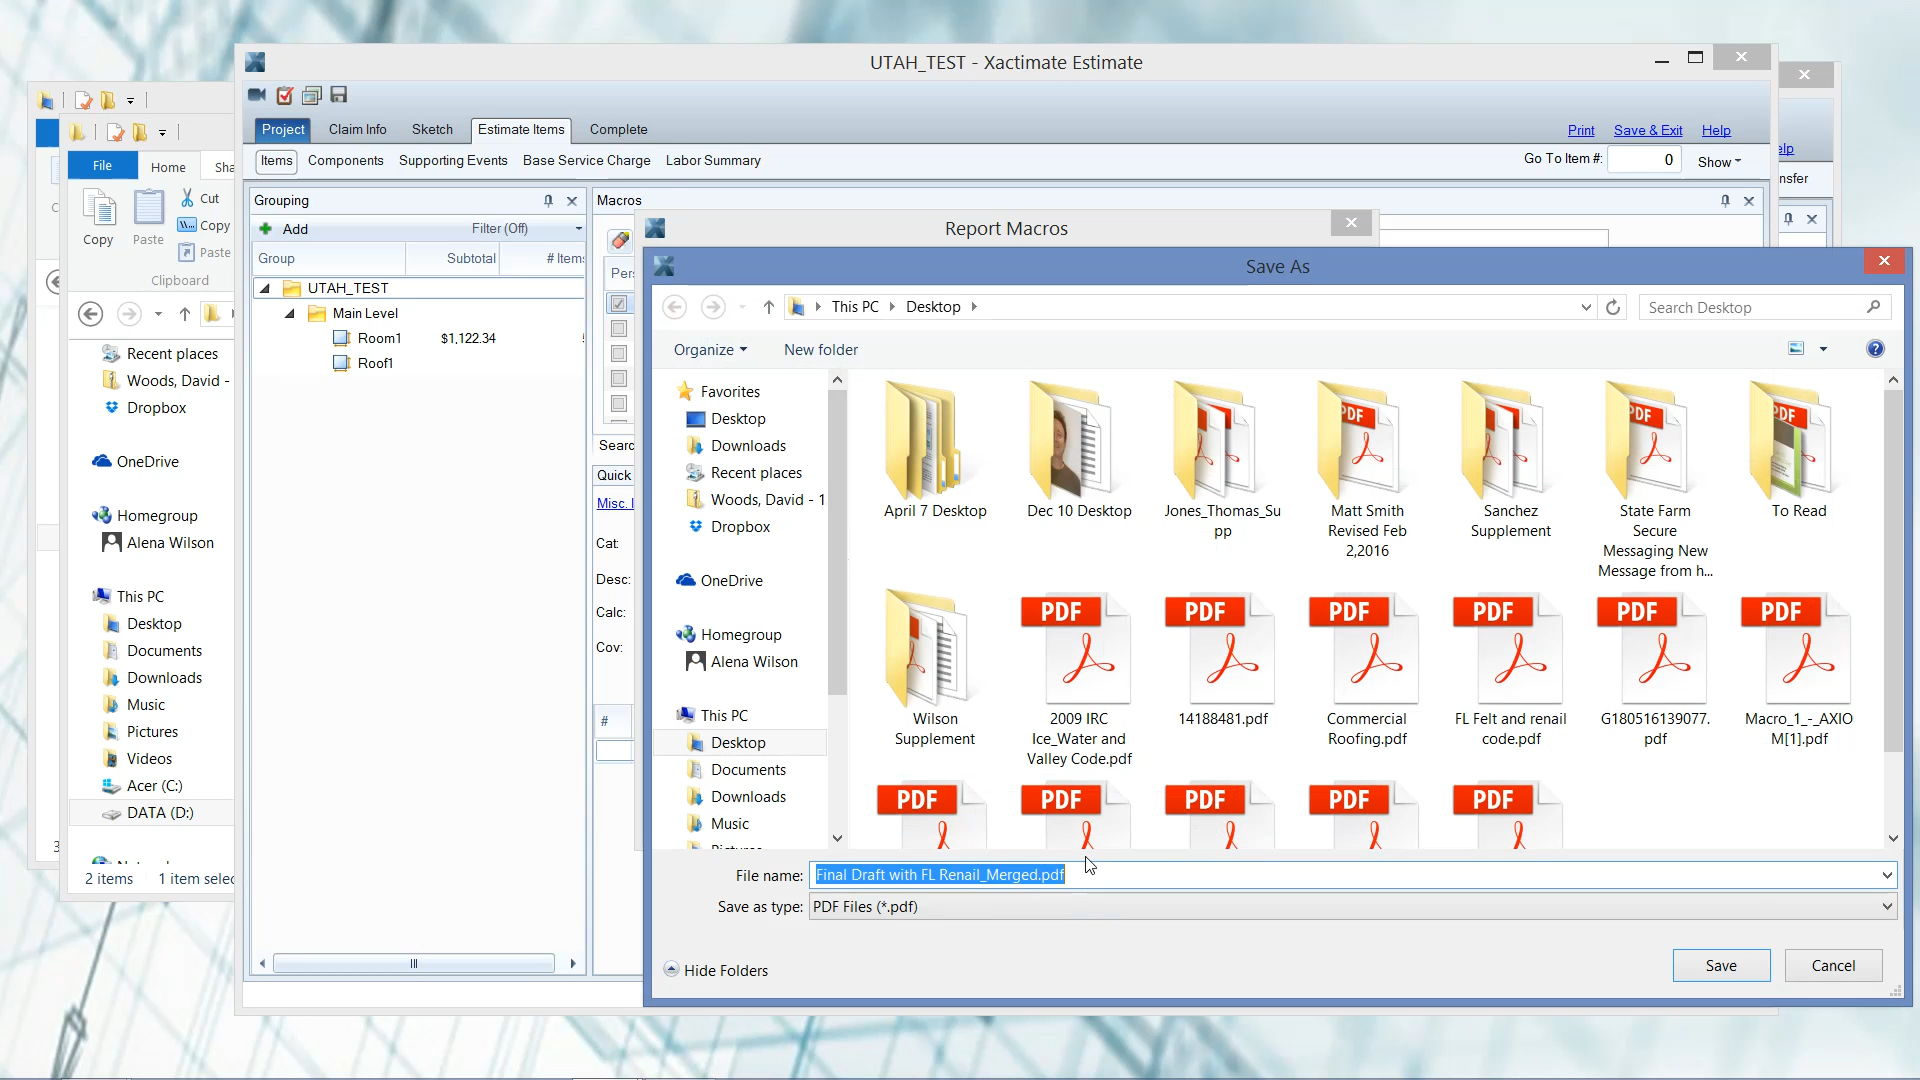 UTAH_TEST - Xactimate Estimate
Project
Claim Info
Sketch
Estimate Items
Complete
Print
Save & Exit
Help
Items
Components
Supporting Events
Base Service Charge
Labor Summary
Go To Item #:
0
Show
nsfer
File
Home
Copy
Paste
Cut
Copy
Paste
Clipboard
Recent places
Woods, David -
Dropbox
OneDrive
Homegroup
Alena Wilson
This PC
Desktop
Documents
Downloads
Music
Pictures
Videos
Acer (C:)
DATA (D:)
2 items
Grouping
Add
Filter (Off)
Group
Subtotal
# Items
UTAH_TEST
Main Level
Room1
$1,122.34
Roof1
Macros
Quick
Cat:
Desc:
Calc:
Cov:
#
Report Macros
Save As
This PC
Desktop
Search Desktop
Organize
New folder
Favorites
Desktop
Downloads
Recent places
Woods, David - 1
Dropbox
OneDrive
Homegroup
Alena Wilson
This PC
Desktop
Documents
Downloads
Music
April 7 Desktop
Dec 10 Desktop
Jones_Thomas_Su
pp
Matt Smith
Revised Feb
2,2016
Sanchez
Supplement
State Farm
Secure
Messaging New
Message from h...
To Read
Wilson
Supplement
PDF
2009 IRC
Ice_Water and
Valley Code.pdf
PDF
14188481.pdf
PDF
Commercial
Roofing.pdf
PDF
FL Felt and renail
code.pdf
PDF
G180516139077.
pdf
PDF
Macro_1_-_AXIO
M[1].pdf
PDF
PDF
PDF
PDF
PDF
File name:
Final Draft with FL Renail_Merged.pdf
Save as type:
PDF Files (*.pdf)
Hide Folders
Save
Cancel